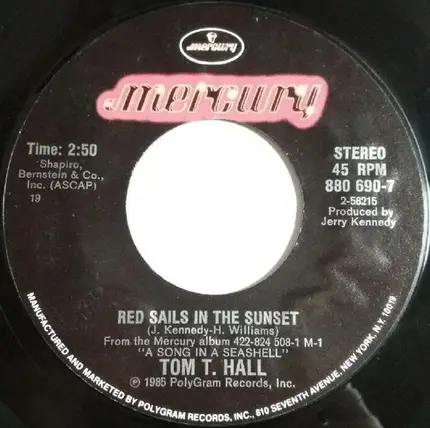 mercury
mercury
Time: 2:50
Shapiro,
Bernstein & Co.,
Inc. (ASCAP)
19
STEREO
45 RPM
880 690-7
2-58215
Produced by
Jerry Kennedy
RED SAILS IN THE SUNSET
(J. Kennedy-H. Williams)
From the Mercury album 422-824 508-1 M-1
"A SONG IN A SEASHELL"
TOM T. HALL
℗ 1985 PolyGram Records, Inc.
MANUFACTURED AND MARKETED BY POLYGRAM RECORDS, INC., 810 SEVENTH AVENUE, NEW YORK, N.Y. 10019